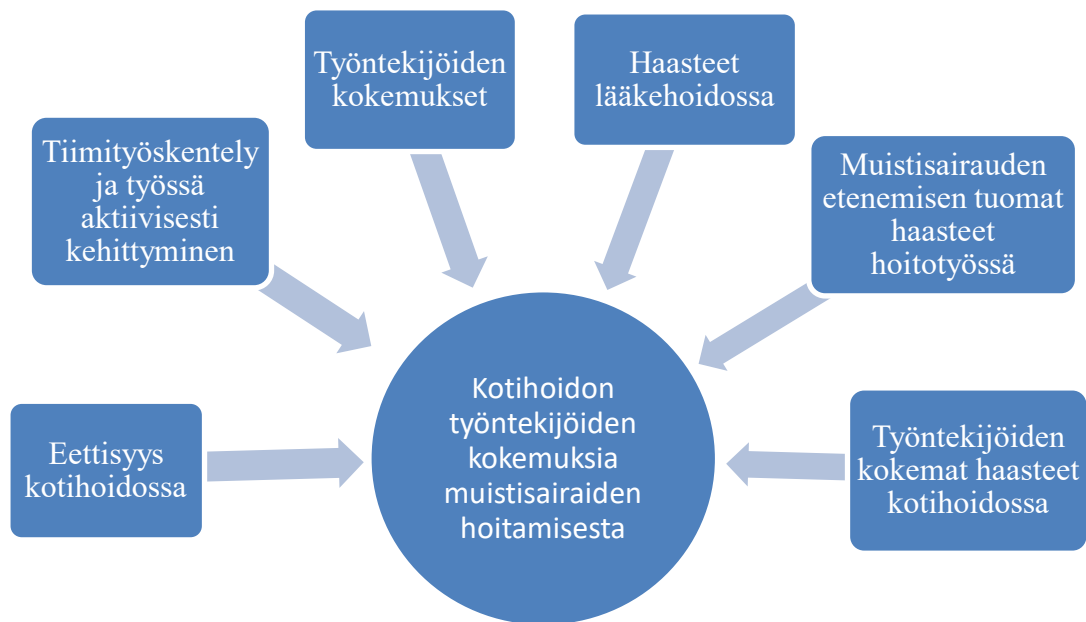 Eettisyys
kotihoidossa
Tiimityöskentely
ja työssä
aktiivisesti
kehittyminen
Työntekijöiden
kokemukset
Haasteet
lääkehoidossa
Muistisairauden
etenemisen tuomat
haasteet
hoitotyössä
Työntekijöiden
kokemat haasteet
kotihoidossa
Kotihoidon
työntekijöiden
kokemuksia
muistisairaiden
hoitamisesta